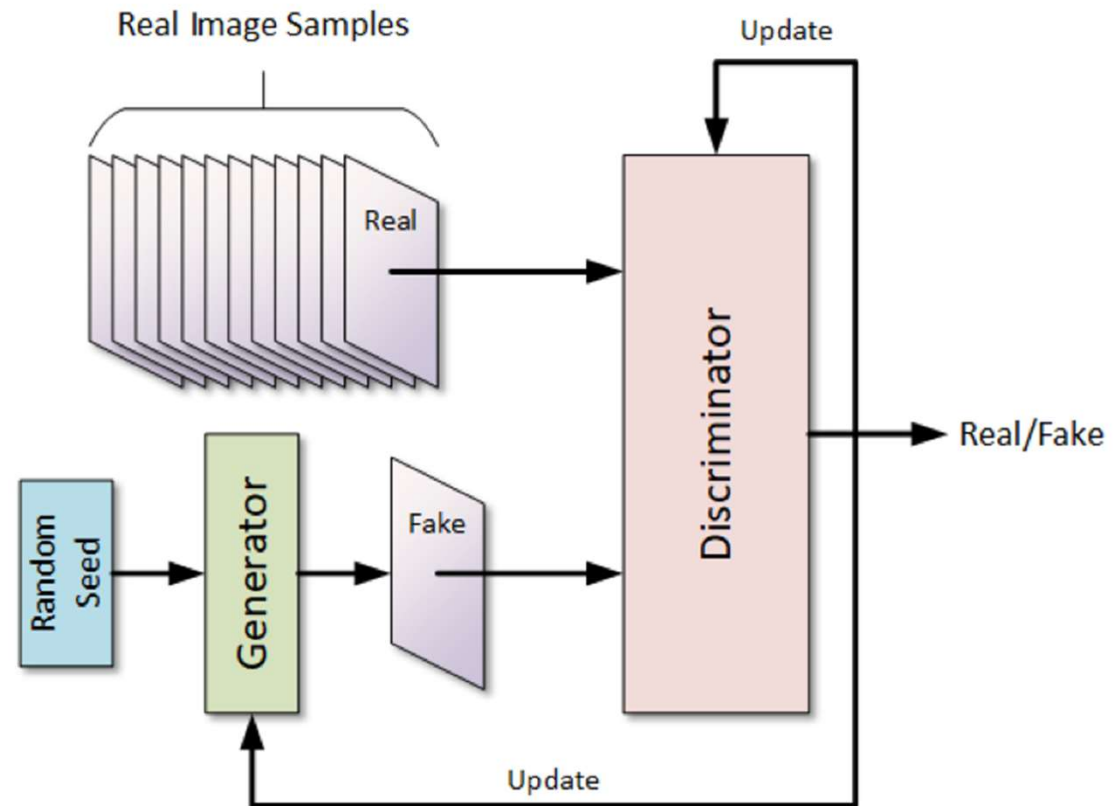 Real Image Samples
Update
Real
Discriminator
Real/Fake
Fake
Generator
Random
Seed
Update